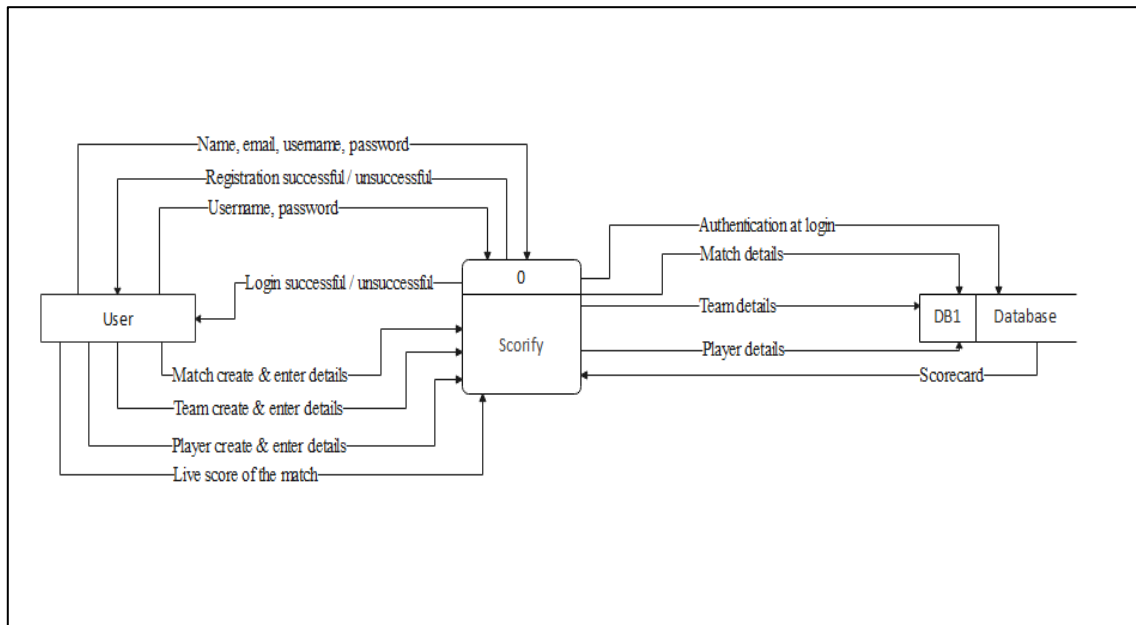 Name, email, username, password
Registration successful / unsuccessful
Username, password
Login successful / unsuccessful
User
Match create & enter details
Team create & enter details
Player create & enter details
Live score of the match
0
Scorify
Authentication at login
Match details
Team details
Player details
Scorecard
DB1
Database